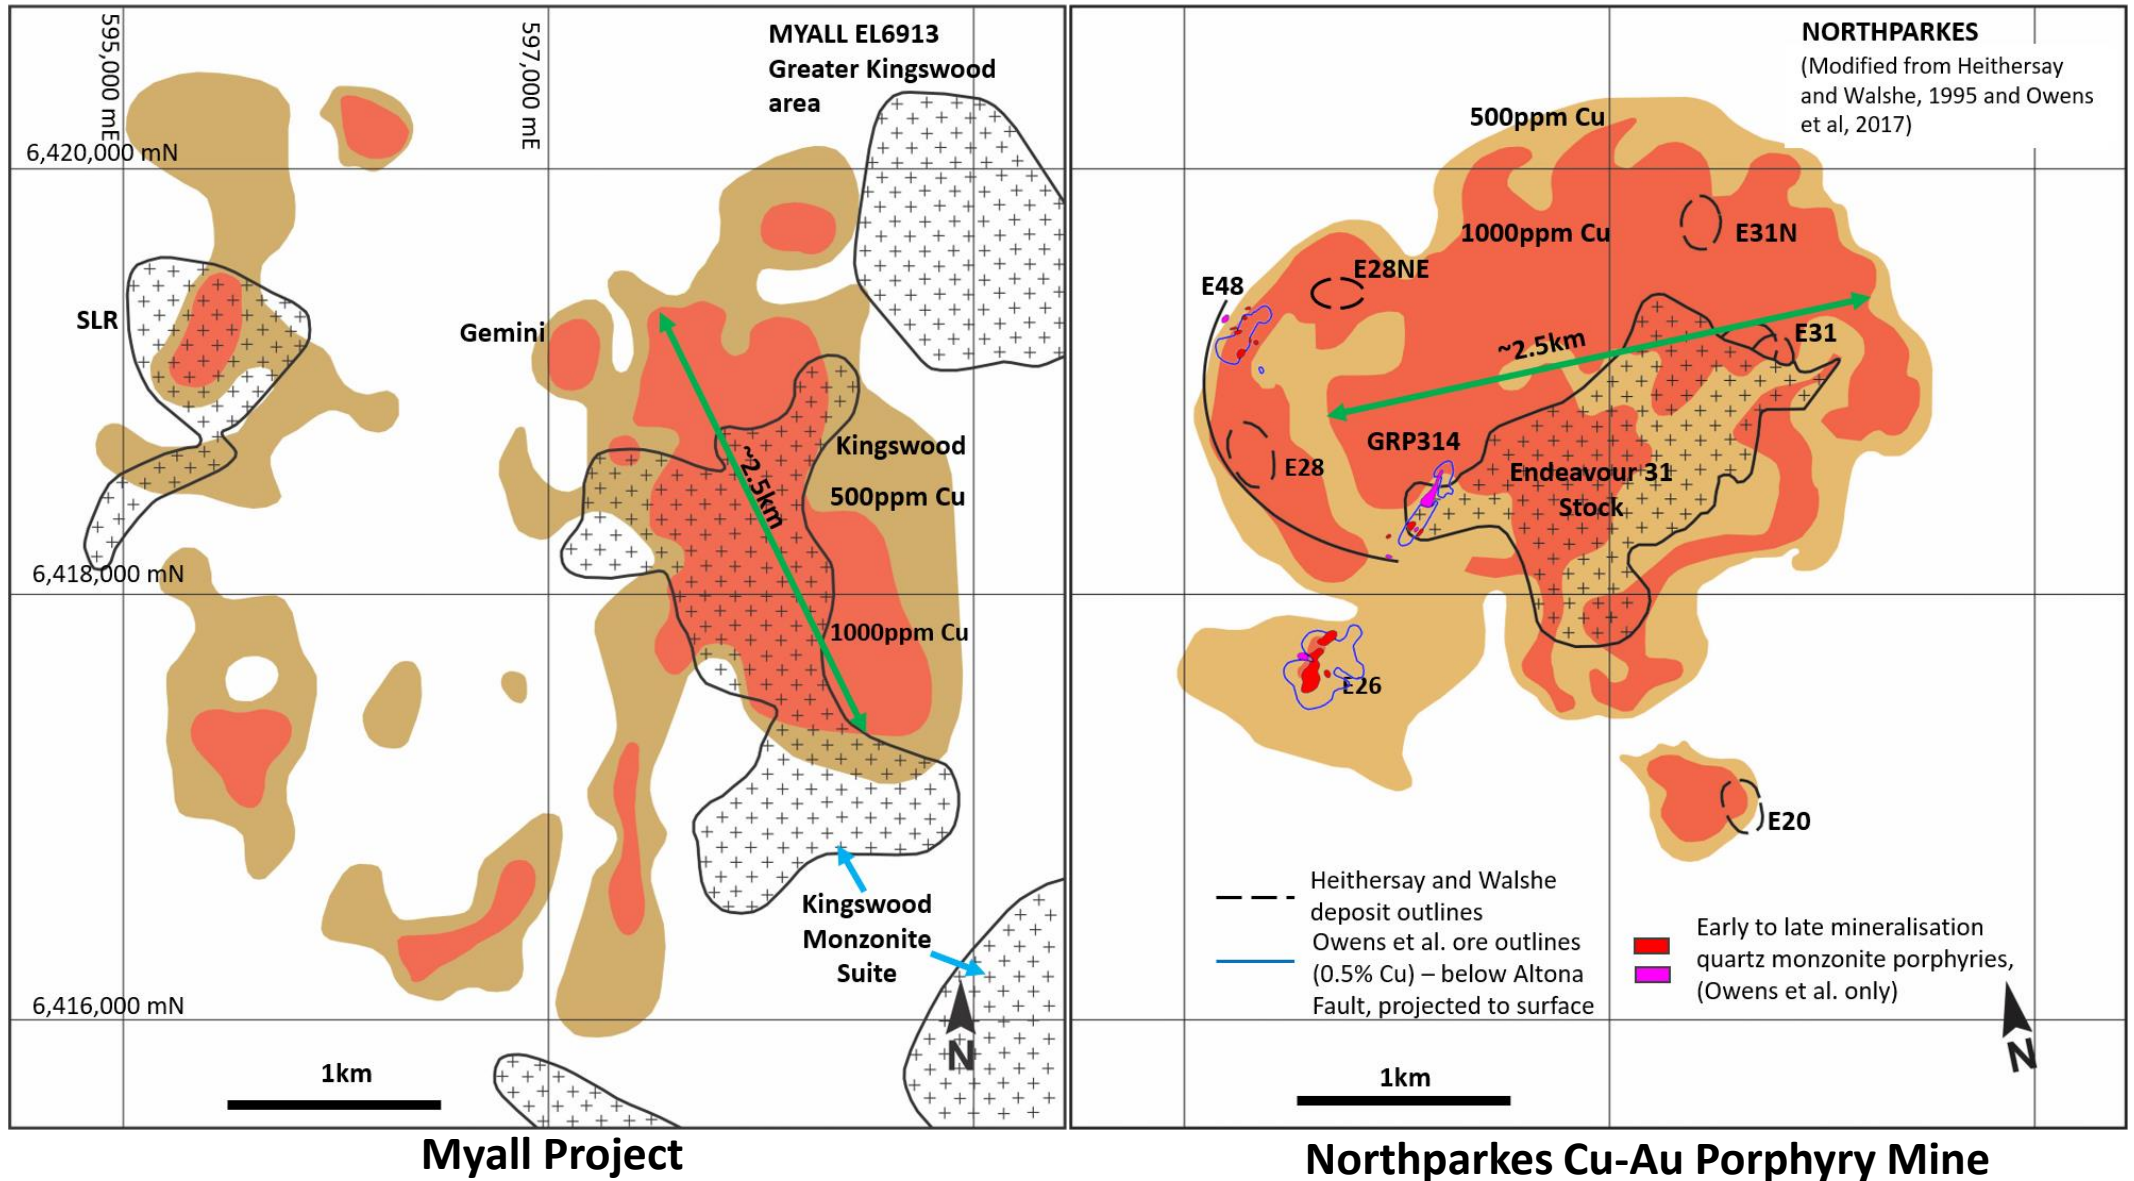 595,000 mE
597,000 mE
MYALL EL6913
Greater Kingswood
area
6,420,000 mN
SLR
Gemini
~2.5km
Kingswood
500ppm Cu
6,418,000 mN
1000ppm Cu
Kingswood
Monzonite
Suite
6,416,000 mN
N
1km
Myall Project
NORTHPARKES
(Modified from Heithersay
and Walshe, 1995 and Owens
et al, 2017)
500ppm Cu
1000ppm Cu
E31N
E28NE
E48
~2.5km
E31
GRP314
E28
Endeavour 31
Stock
E26
E20
Heithersay and Walshe
deposit outlines
Owens et al. ore outlines
(0.5% Cu) – below Altona
Fault, projected to surface
Early to late mineralisation
quartz monzonite porphyries,
(Owens et al. only)
N
1km
Northparkes Cu-Au Porphyry Mine